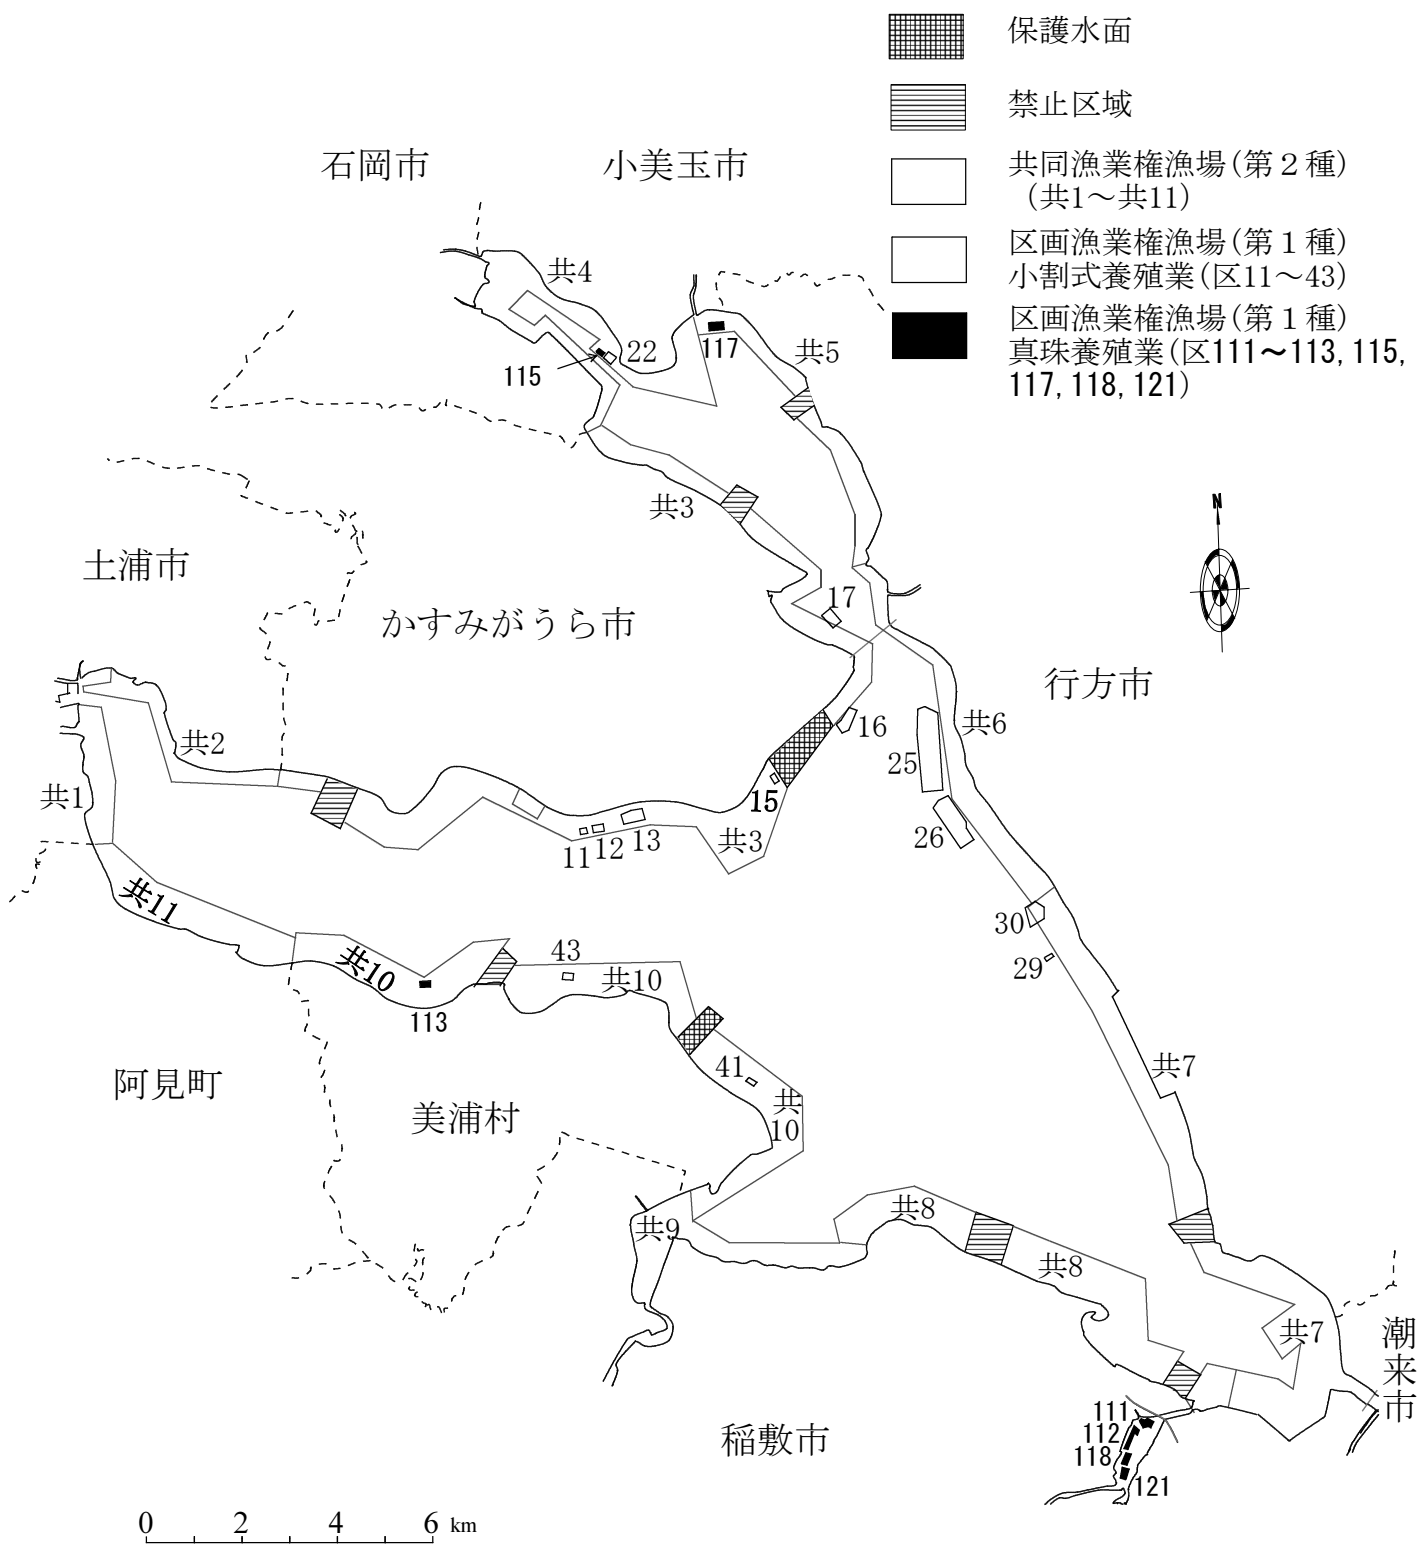 保護水面
禁止区域
共同漁業権漁場(第２種)
(共1～共11)
区画漁業権漁場(第１種)
小割式養殖業(区11～43)
区画漁業権漁場(第１種)
真珠養殖業(区111～113, 115,
117, 118, 121)
石岡市
小美玉市
共4
22
115
117
共5
共3
N
土浦市
かすみがうら市
17
行方市
16
共6
25
共2
共1
15
26
11
12
13
共3
共11
30
29
共10
43
共10
113
41
共7
阿見町
美浦村
共
10
共9
共8
共8
共7
潮来市
稲敷市
111
112
118
121
0 2 4 6 km